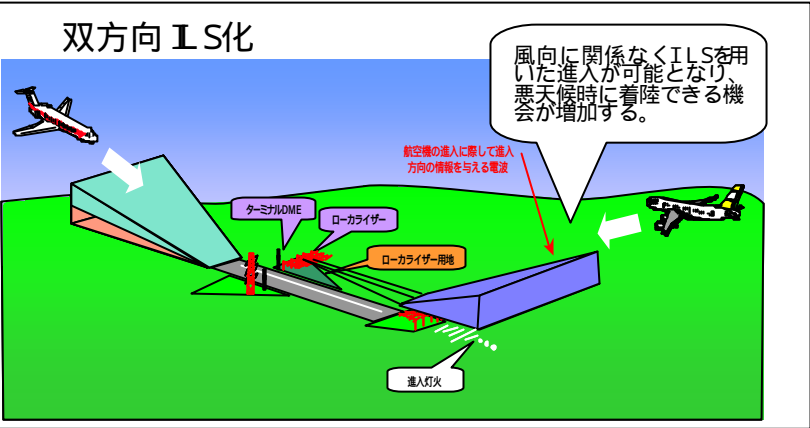 双方向ILS化
風向に関係なくILSを用
いた進入が可能となり、
悪天候時に着陸できる機
会が増加する。
航空機の進入に際して進入
方向の情報を与える電波
ターミナルDME
ローカライザー
ローカライザー用地
進入灯火